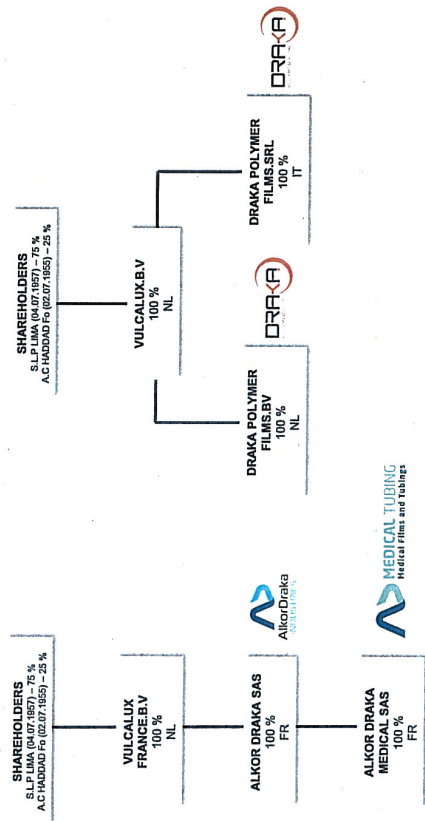 SHAREHOLDERS
S.L.P LIMA (04.07.1957) – 75 %
A.C HADDAD Fo (02.07.1955) – 25 %
VULCALUX
FRANCE.B.V
100 %
NL
ALKOR DRAKA SAS
100 %
FR
AlkorDraka
INDUSTRIES
ALKOR DRAKA
MEDICAL SAS
100 %
FR
MEDICAL TUBING
Medical Films and Tubings
SHAREHOLDERS
S.L.P LIMA (04.07.1957) – 75 %
A.C HADDAD Fo (02.07.1955) – 25 %
VULCALUX.B.V
100 %
NL
DRAKA POLYMER
FILMS.BV
100 %
NL
DRAKA
DRAKA POLYMER
FILMS.SRL
100 %
IT
DRAKA